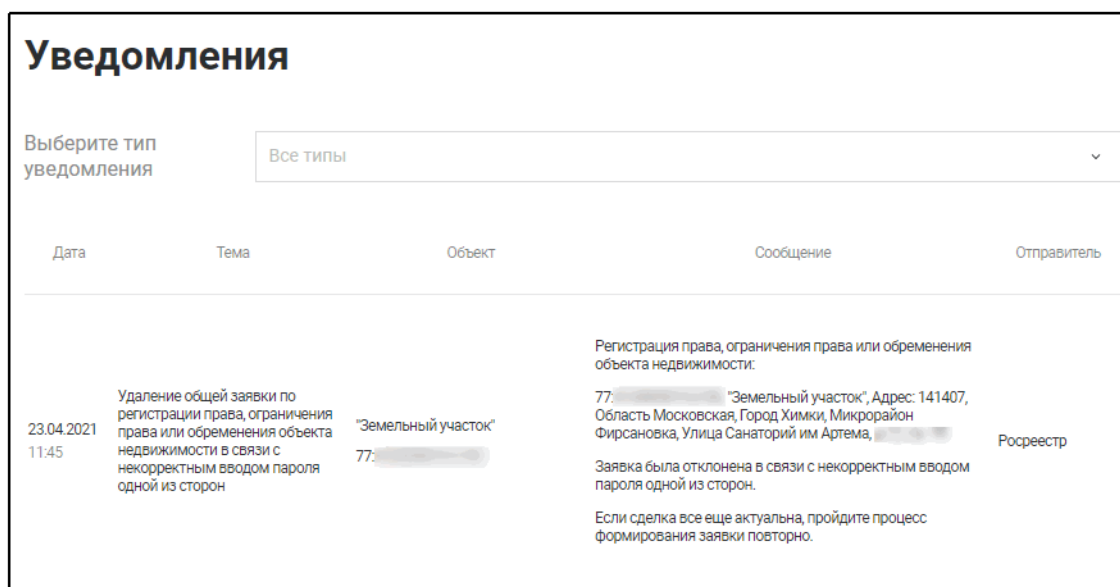 Уведомления
Выберите тип
уведомления
Все типы
Дата
Тема
Объект
Сообщение
Отправитель
23.04.2021
11:45
Удаление общей заявки по
регистрации права, ограничения
права или обременения объекта
недвижимости в связи с
некорректным вводом пароля
одной из сторон
"Земельный участок"
77:
Регистрация права, ограничения права или обременения
объекта недвижимости:
77: "Земельный участок", Адрес: 141407,
Область Московская, Город Химки, Микрорайон
Фирсановка, Улица Санаторий им Артема,
Заявка была отклонена в связи с некорректным вводом
пароля одной из сторон.
Если сделка все еще актуальна, пройдите процесс
формирования заявки повторно.
Росреестр